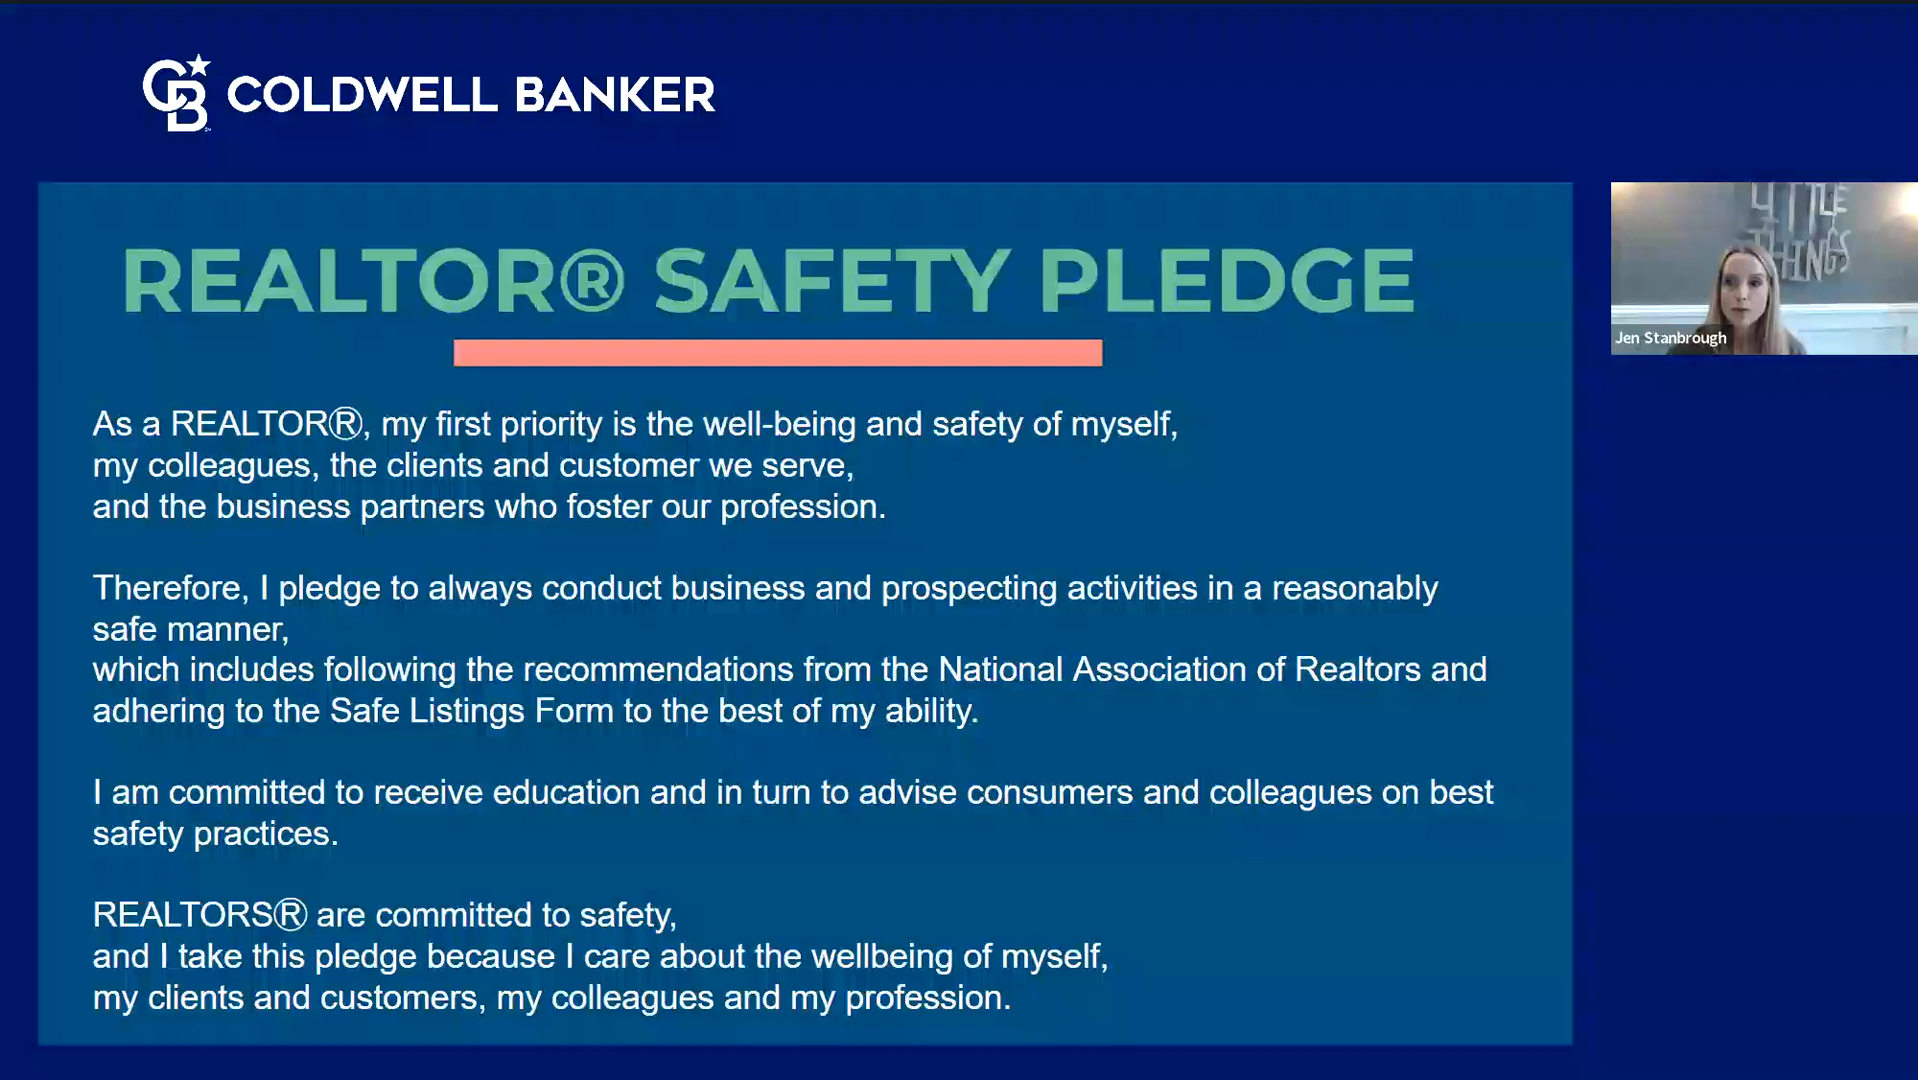 CB COLDWELL BANKER
REALTOR® SAFETY PLEDGE
As a REALTOR®, my first priority is the well-being and safety of myself,
my colleagues, the clients and customer we serve,
and the business partners who foster our profession.
Therefore, I pledge to always conduct business and prospecting activities in a reasonably
safe manner,
which includes following the recommendations from the National Association of Realtors and
adhering to the Safe Listings Form to the best of my ability.
I am committed to receive education and in turn to advise consumers and colleagues on best
safety practices.
REALTORS® are committed to safety,
and I take this pledge because I care about the wellbeing of myself,
my clients and customers, my colleagues and my profession.
LITTLE
THINGS
Jen Stanbrough